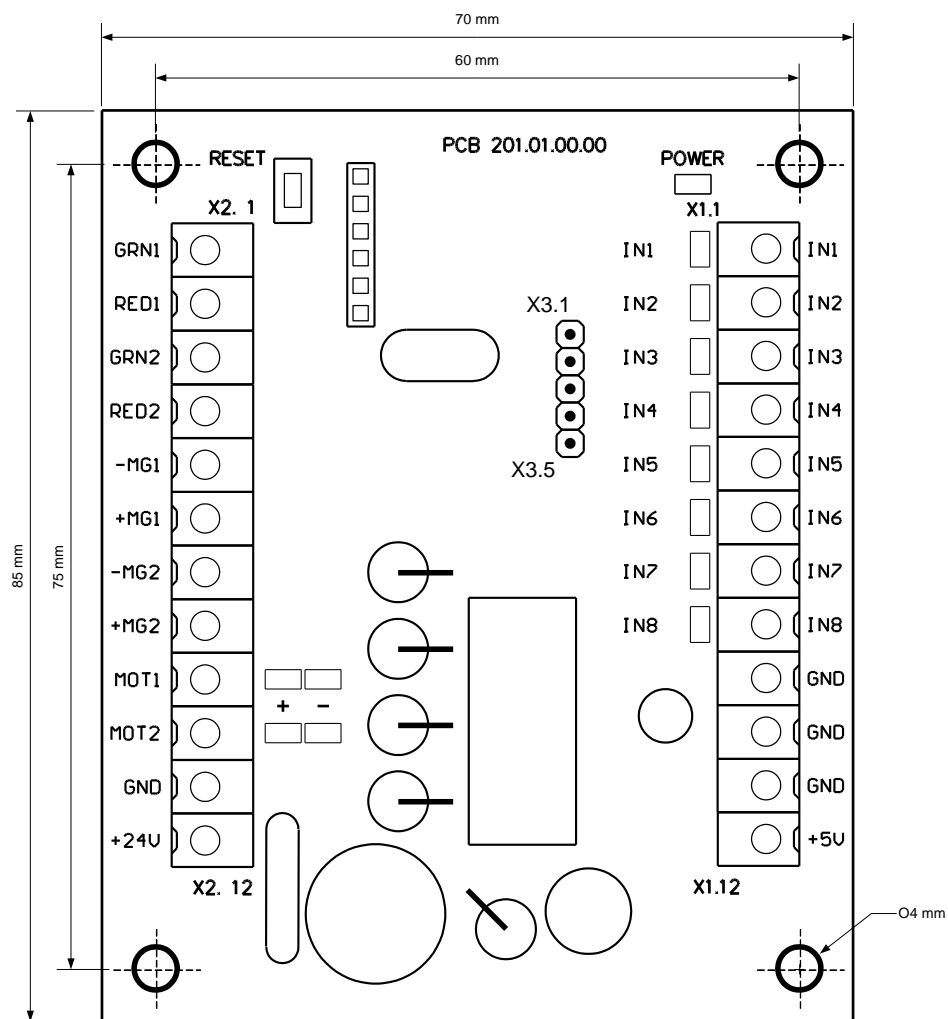 70 mm
60 mm
85 mm
75 mm
PCB 201.01.00.00
RESET
POWER
X2. 1
X1.1
GRN1
RED1
GRN2
RED2
-MG1
+MG1
-MG2
+MG2
MOT1
MOT2
GND
+24V
X2. 12
+ -
X3.1
X3.5
IN1
IN2
IN3
IN4
IN5
IN6
IN7
IN8
IN1
IN2
IN3
IN4
IN5
IN6
IN7
IN8
GND
GND
GND
+5V
X1.12
O4 mm